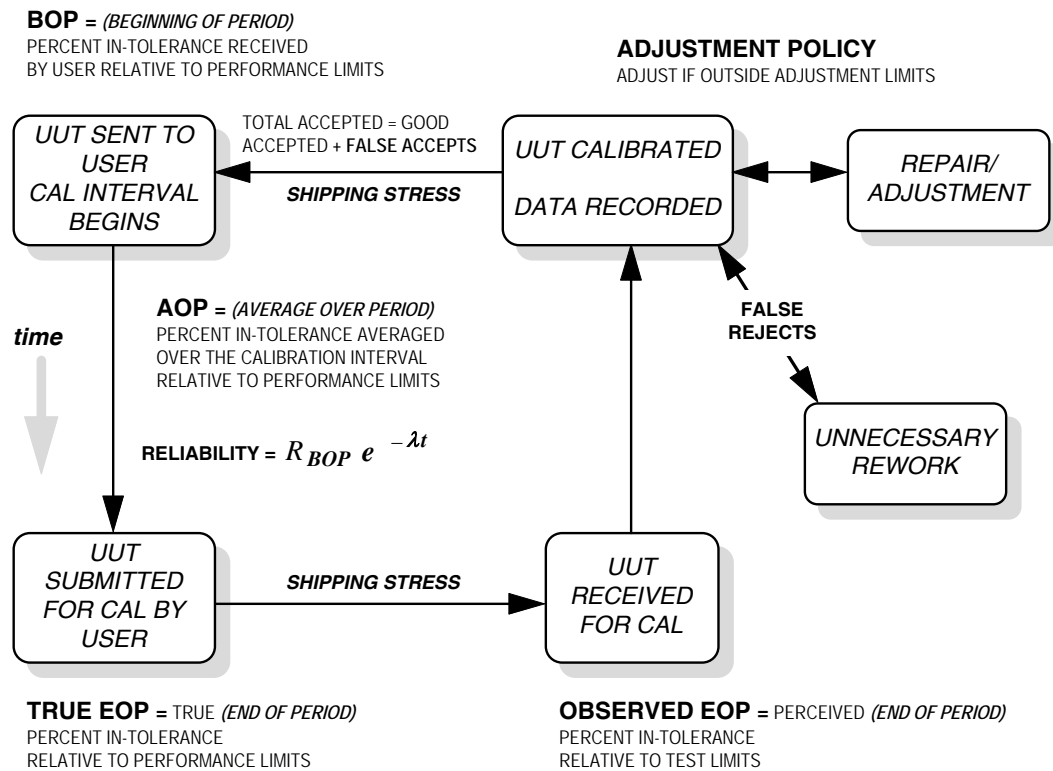 BOP = (BEGINNING OF PERIOD)
PERCENT IN-TOLERANCE RECEIVED
BY USER RELATIVE TO PERFORMANCE LIMITS
ADJUSTMENT POLICY
ADJUST IF OUTSIDE ADJUSTMENT LIMITS
UUT SENT TO
USER
CAL INTERVAL
BEGINS
TOTAL ACCEPTED = GOOD
ACCEPTED + FALSE ACCEPTS
SHIPPING STRESS
UUT CALIBRATED
DATA RECORDED
REPAIR/
ADJUSTMENT
FALSE
REJECTS
UNNECESSARY
REWORK
time
AOP = (AVERAGE OVER PERIOD)
PERCENT IN-TOLERANCE AVERAGED
OVER THE CALIBRATION INTERVAL
RELATIVE TO PERFORMANCE LIMITS
RELIABILITY = R BOP e −λt
UUT
SUBMITTED
FOR CAL BY
USER
SHIPPING STRESS
UUT
RECEIVED
FOR CAL
TRUE EOP = TRUE (END OF PERIOD)
PERCENT IN-TOLERANCE
RELATIVE TO PERFORMANCE LIMITS
OBSERVED EOP = PERCEIVED (END OF PERIOD)
PERCENT IN-TOLERANCE
RELATIVE TO TEST LIMITS